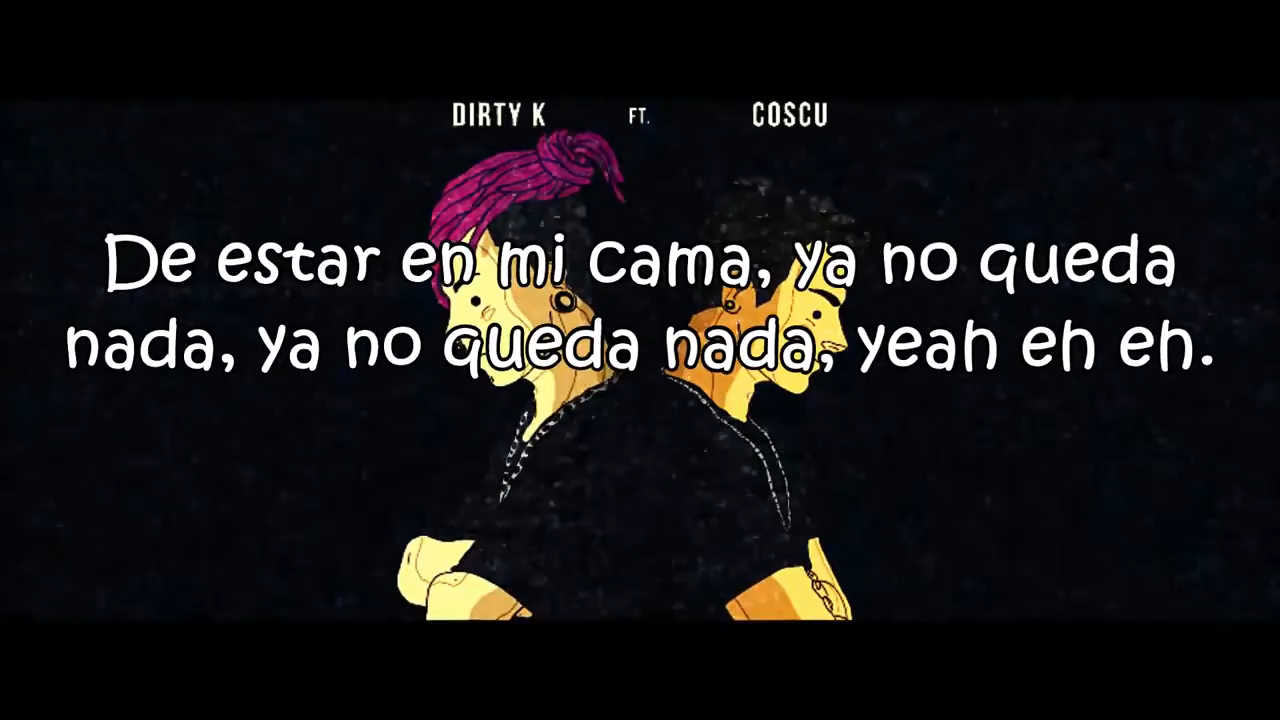 DIRTY K FT. COSCU
De estar en mi cama, ya no queda
nada, ya no queda nada, yeah eh eh.